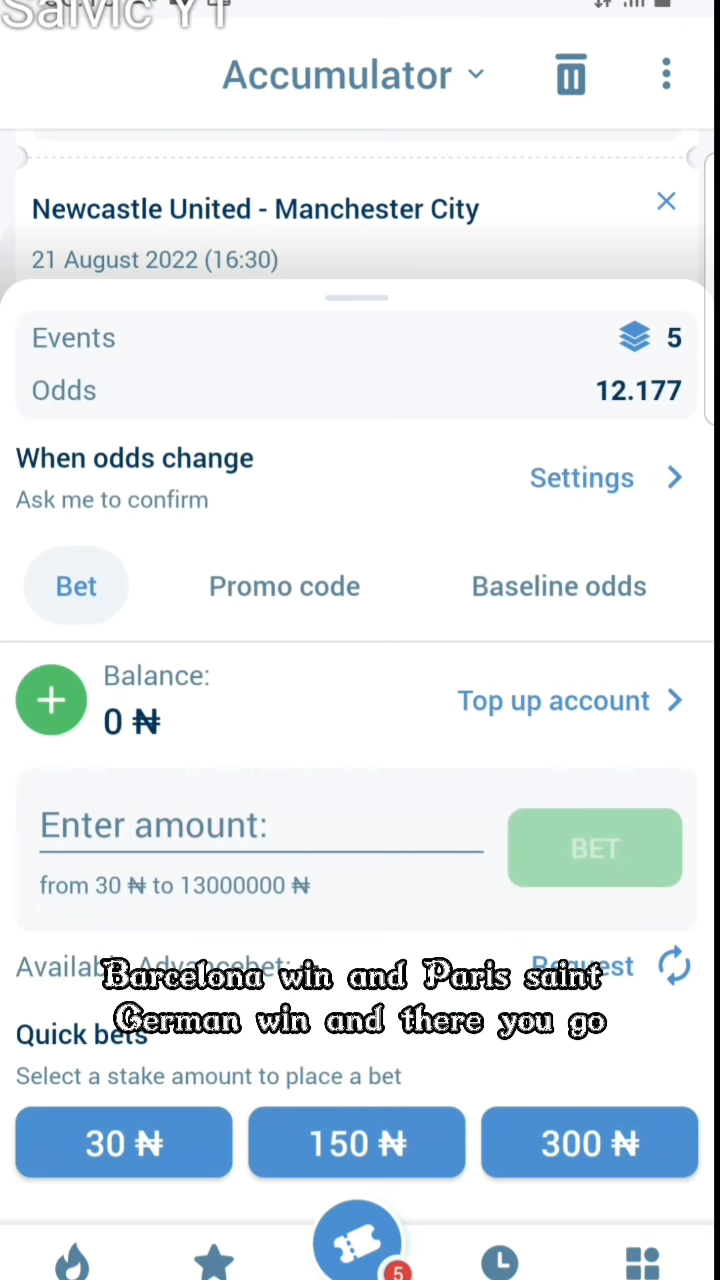 Salvic YT
Accumulator
Newcastle United - Manchester City
21 August 2022 (16:30)
Events 5
Odds 12.177
When odds change
Ask me to confirm
Settings
Bet Promo code Baseline odds
Balance:
0 ₦
Top up account
Enter amount:
BET
from 30 ₦ to 13000000 ₦
Request
Barcelona win and Paris saint
German win and there you go
Quick bets
Select a stake amount to place a bet
30 ₦ 150 ₦ 300 ₦
5